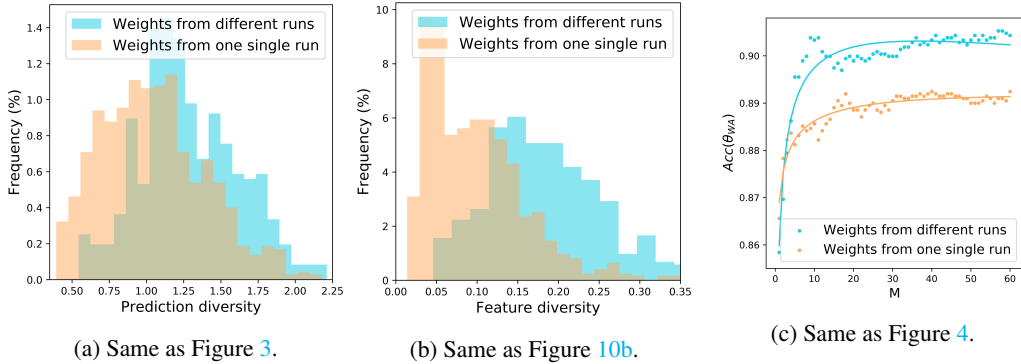 Weights from different runs
Weights from one single run
Frequency (%)
1.4
1.2
1.0
0.8
0.6
0.4
0.2
0.0
0.50
0.75
1.00
1.25
1.50
1.75
2.00
2.25
Prediction diversity
(a) Same as Figure 3.
Weights from different runs
Weights from one single run
Frequency (%)
10
8
6
4
2
0
0.00
0.05
0.10
0.15
0.20
0.25
0.30
0.35
Feature diversity
(b) Same as Figure 10b.
Acc(θWA)
0.90
0.89
0.88
0.87
0.86
Weights from different runs
Weights from one single run
0
10
20
30
40
50
60
M
(c) Same as Figure 4.